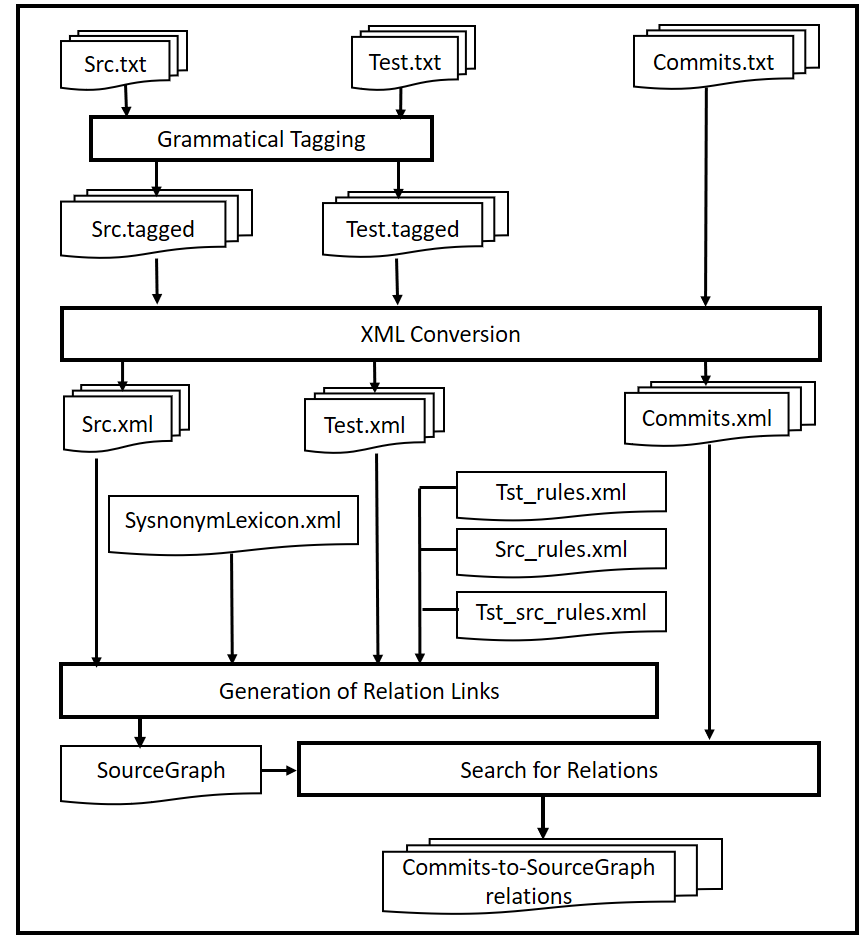 Src.txt
Test.txt
Commits.txt
Grammatical Tagging
Src.tagged
Test.tagged
XML Conversion
Src.xml
Test.xml
Commits.xml
Tst_rules.xml
SysnonymLexicon.xml
Src_rules.xml
Tst_src_rules.xml
Generation of Relation Links
SourceGraph
Search for Relations
Commits-to-SourceGraph
relations